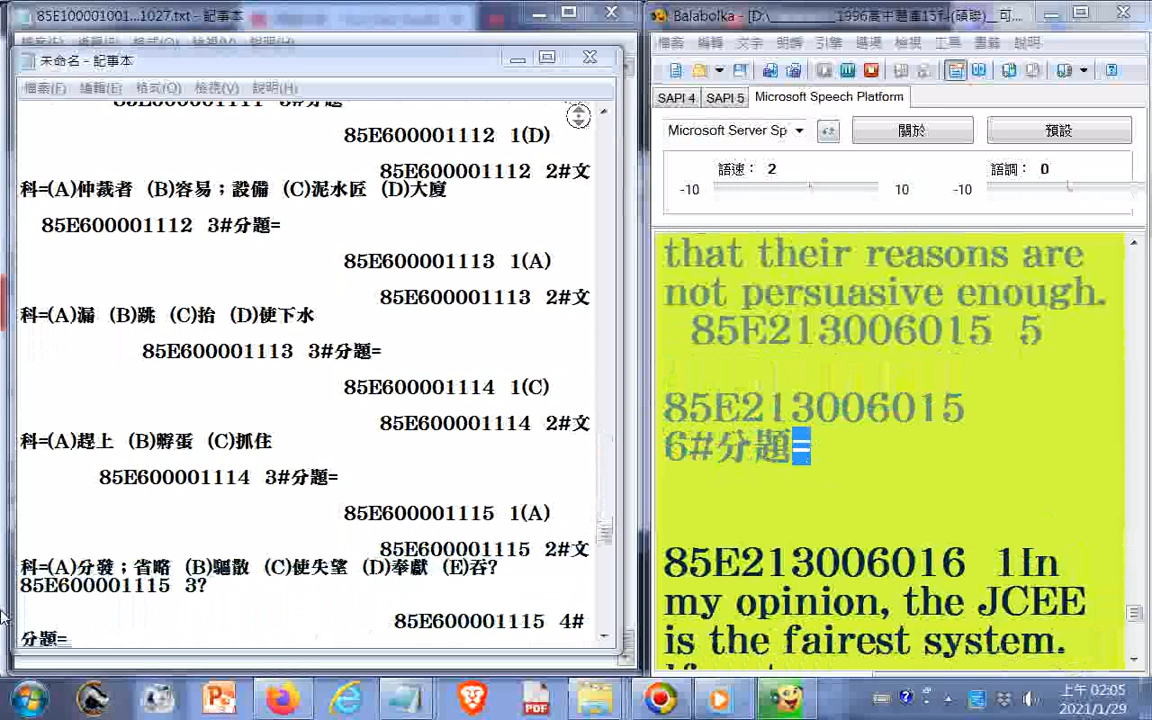 85E100001001...1027.txt - 記事本
未命名 - 記事本
檔案(F) 編輯(E) 格式(O) 檢視(V) 說明(H)
85E600001111 3#分題
85E600001112 1(D)
85E600001112 2#文
科=(A)仲裁者 (B)容易；設備 (C)泥水匠 (D)大廈
85E600001112 3#分題=
85E600001113 1(A)
85E600001113 2#文
科=(A)漏 (B)跳 (C)抬 (D)使下水
85E600001113 3#分題=
85E600001114 1(C)
85E600001114 2#文
科=(A)趕上 (B)孵蛋 (C)抓住
85E600001114 3#分題=
85E600001115 1(A)
85E600001115 2#文
科=(A)分發；省略 (B)驅散 (C)使失望 (D)奉獻 (E)吞?
85E600001115 3?
85E600001115 4#
分題=
檔案 編輯 文字 朗讀 引擎 選項 檢視 工具 書籤 說明
SAPI 4 SAPI 5 Microsoft Speech Platform
Microsoft Server Sp
關於
預設
語速： 2
語調： 0
-10 10 -10
that their reasons are
not persuasive enough.
85E213006015 5
85E213006015
6#分題=
85E213006016 1In
my opinion, the JCEE
is the fairest system.
上午 02:05
2021/1/29